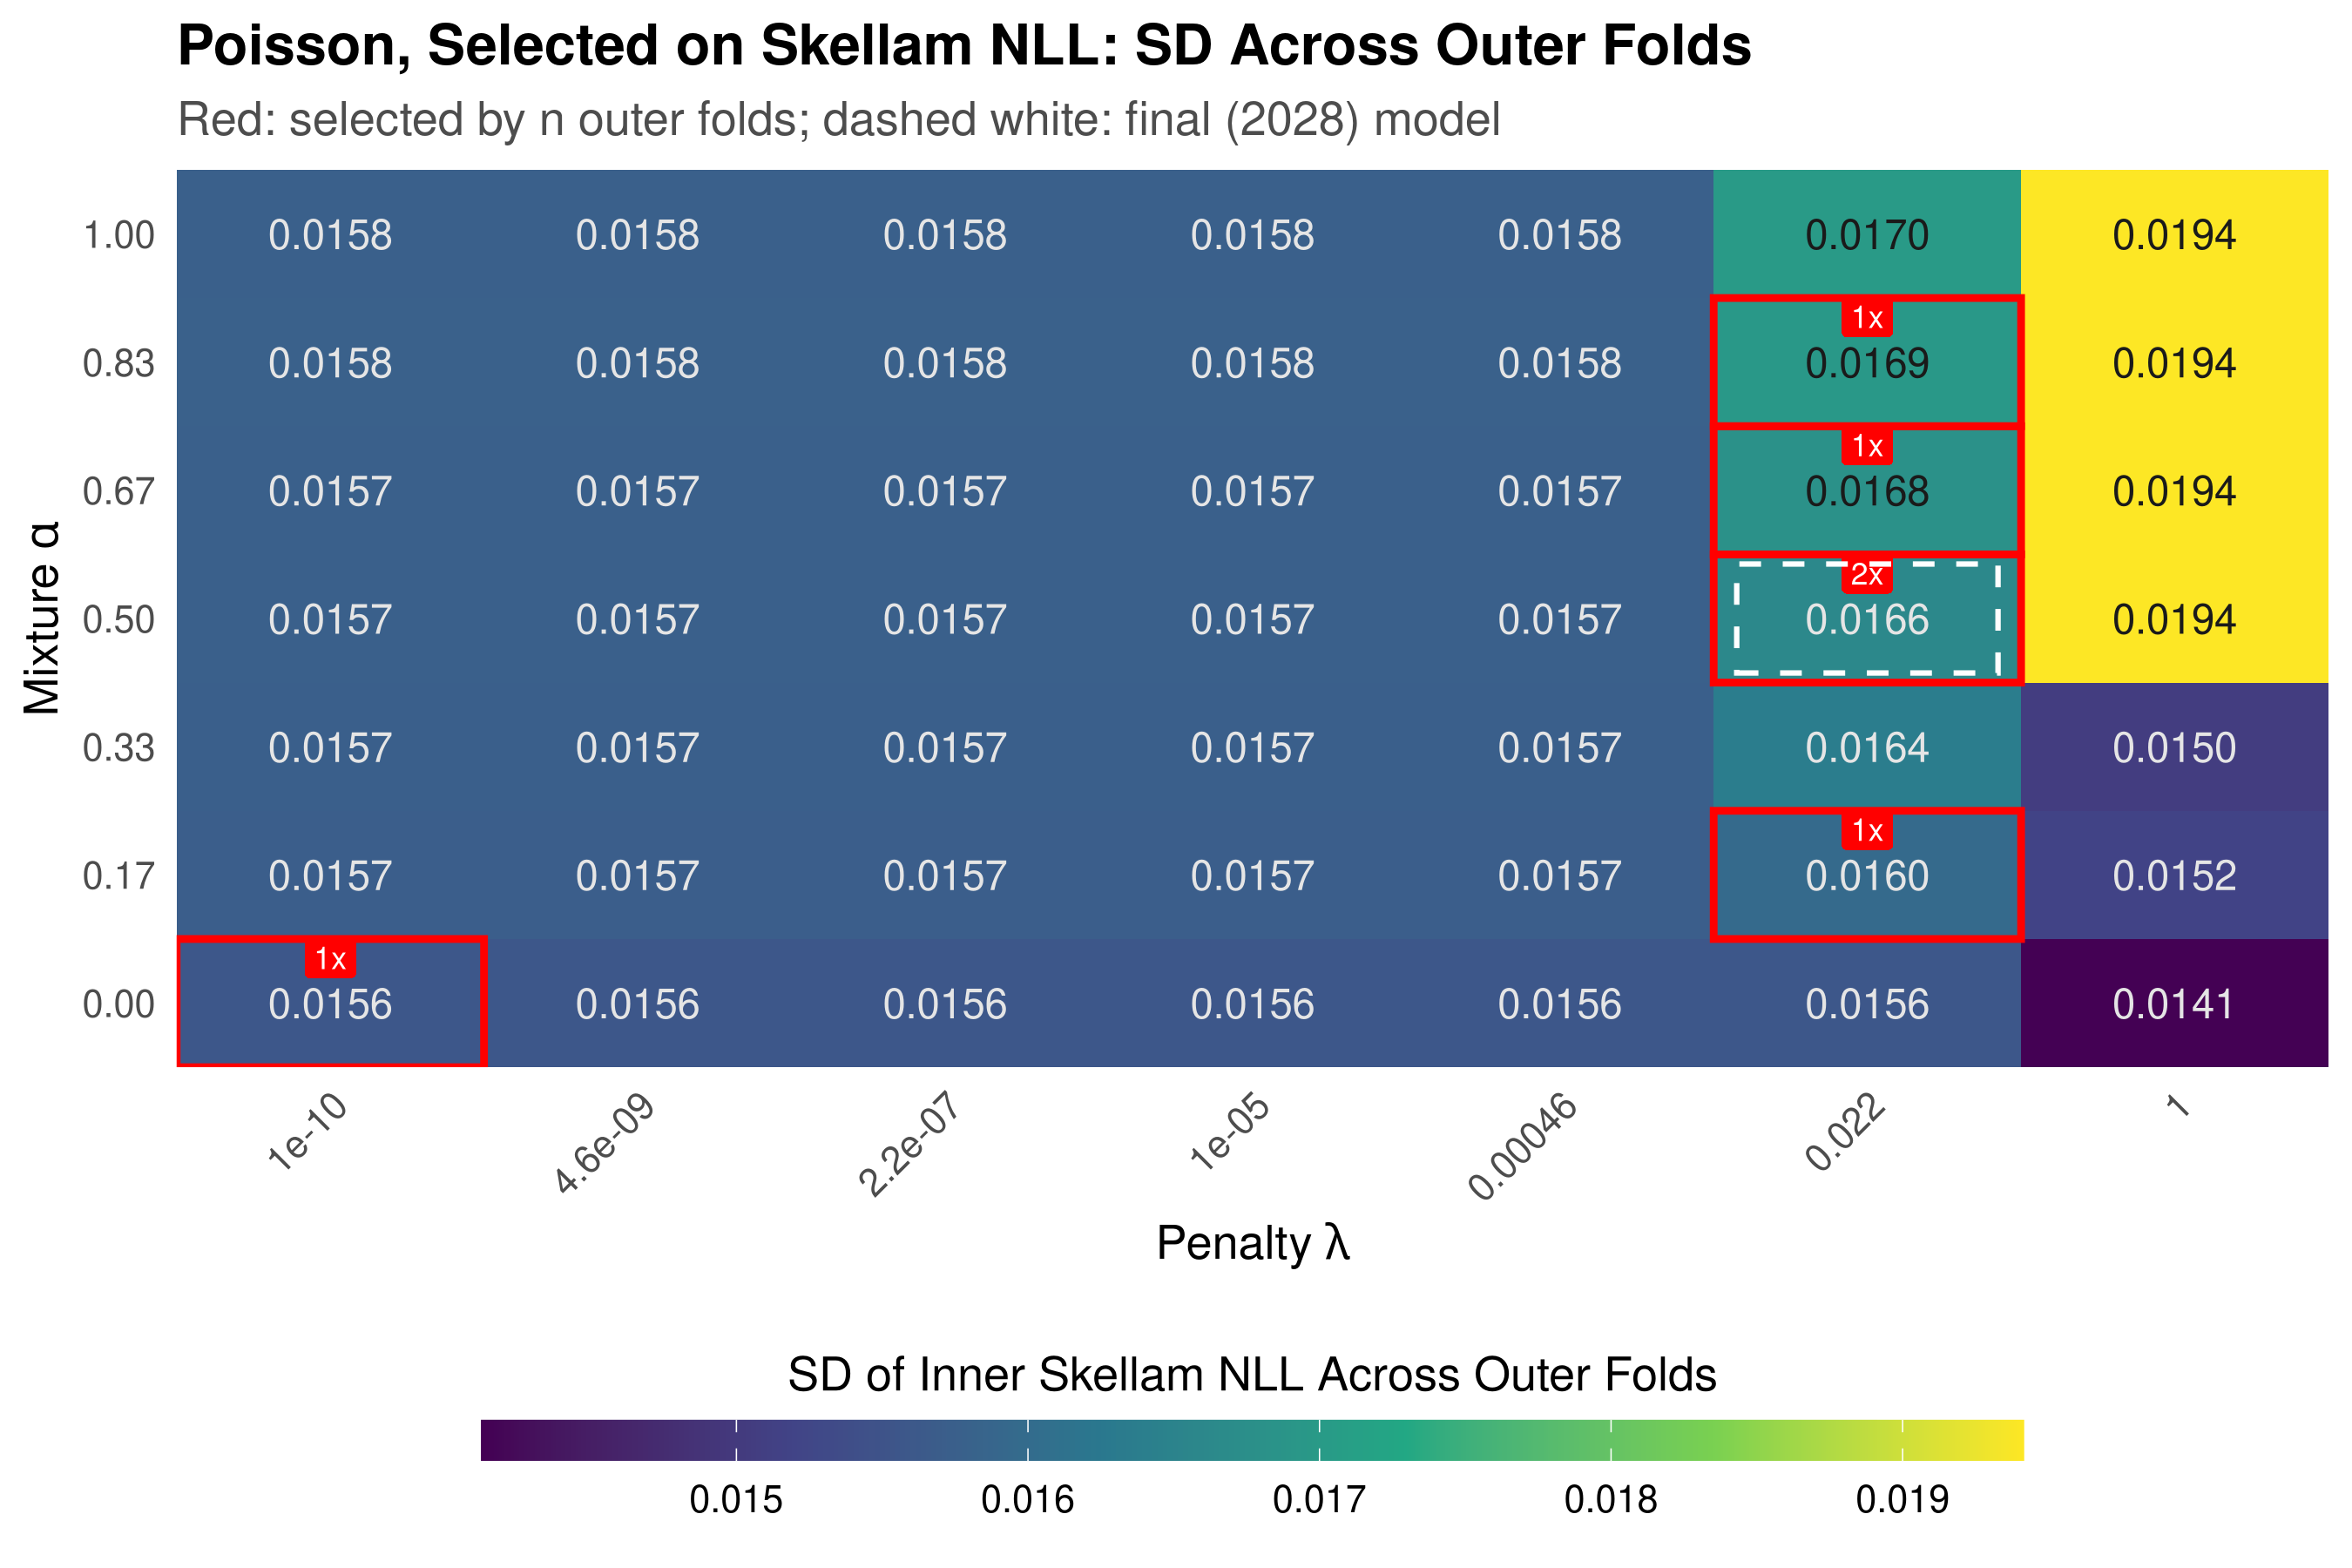 Poisson, Selected on Skellam NLL: SD Across Outer Folds
Red: selected by n outer folds; dashed white: final (2028) model
Mixture α
1.00 0.0158 0.0158 0.0158 0.0158 0.0158 0.0170 0.0194
1x
0.83 0.0158 0.0158 0.0158 0.0158 0.0158 0.0169 0.0194
1x
0.67 0.0157 0.0157 0.0157 0.0157 0.0157 0.0168 0.0194
2x
0.50 0.0157 0.0157 0.0157 0.0157 0.0157 0.0166 0.0194
0.33 0.0157 0.0157 0.0157 0.0157 0.0157 0.0164 0.0150
1x
0.17 0.0157 0.0157 0.0157 0.0157 0.0157 0.0160 0.0152
1x
0.00 0.0156 0.0156 0.0156 0.0156 0.0156 0.0156 0.0141
1e-10 4.6e-09 2.2e-07 1e-05 0.00046 0.022 1
Penalty λ
SD of Inner Skellam NLL Across Outer Folds
0.015 0.016 0.017 0.018 0.019